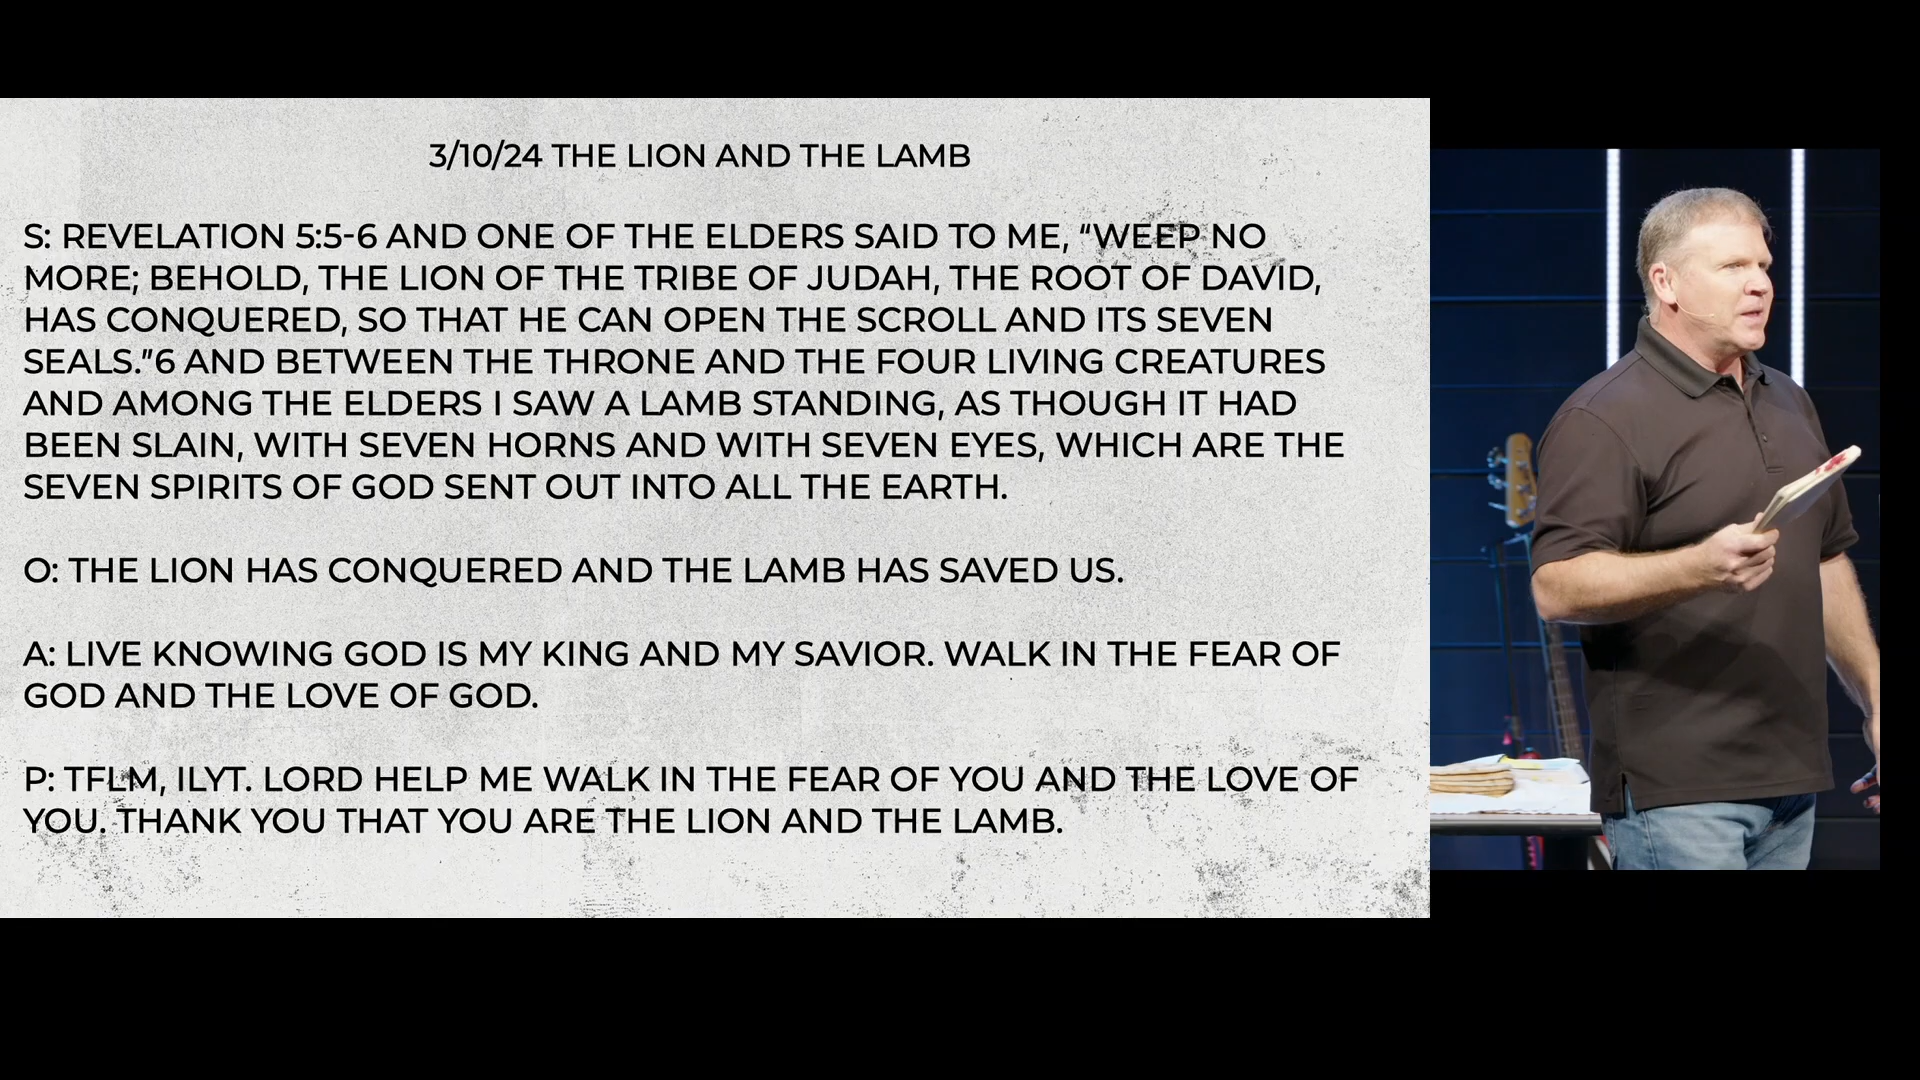 3/10/24 THE LION AND THE LAMB
S: REVELATION 5:5-6 AND ONE OF THE ELDERS SAID TO ME, “WEEP NO
MORE; BEHOLD, THE LION OF THE TRIBE OF JUDAH, THE ROOT OF DAVID,
HAS CONQUERED, SO THAT HE CAN OPEN THE SCROLL AND ITS SEVEN
SEALS."6 AND BETWEEN THE THRONE AND THE FOUR LIVING CREATURES
AND AMONG THE ELDERS I SAW A LAMB STANDING, AS THOUGH IT HAD
BEEN SLAIN, WITH SEVEN HORNS AND WITH SEVEN EYES, WHICH ARE THE
SEVEN SPIRITS OF GOD SENT OUT INTO ALL THE EARTH.
O: THE LION HAS CONQUERED AND THE LAMB HAS SAVED US.
A: LIVE KNOWING GOD IS MY KING AND MY SAVIOR. WALK IN THE FEAR OF
GOD AND THE LOVE OF GOD.
P: TFLM, ILYT. LORD HELP ME WALK IN THE FEAR OF YOU AND THE LOVE OF
YOU. THANK YOU THAT YOU ARE THE LION AND THE LAMB.